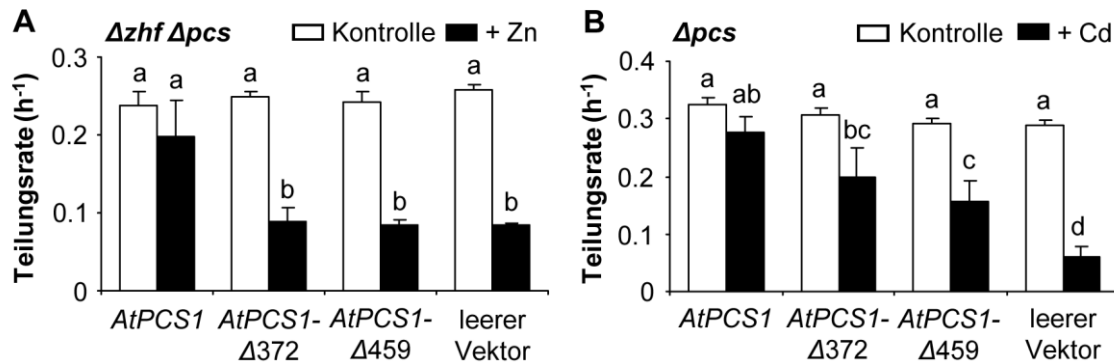 A Δzhf Δpcs
Kontrolle + Zn
Teilungsrate (h⁻¹)
0.3
0.2
0.1
0
a a a b a b a b
AtPCS1
AtPCS1-
Δ372
AtPCS1-
Δ459
leerer
Vektor
B Δpcs
Kontrolle + Cd
Teilungsrate (h⁻¹)
0.4
0.3
0.2
0.1
0
a ab a bc a c a d
AtPCS1
AtPCS1-
Δ372
AtPCS1-
Δ459
leerer
Vektor